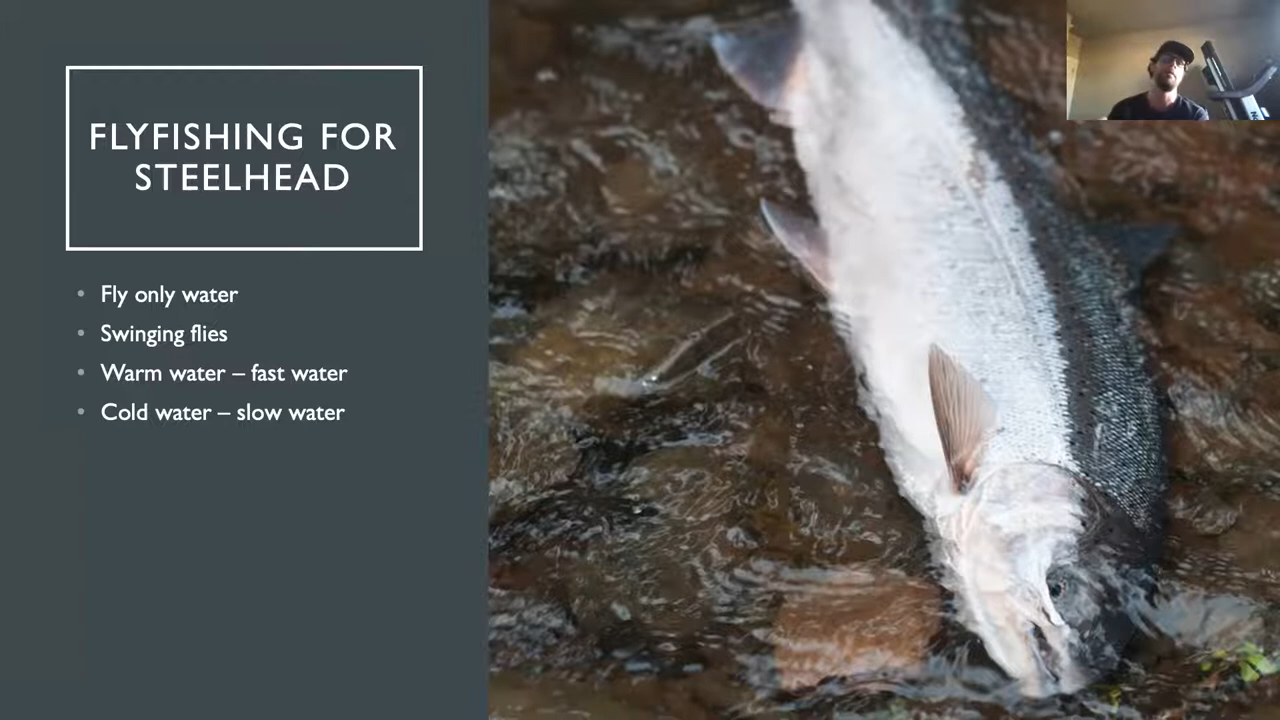 FLYFISHING FOR
STEELHEAD
• Fly only water
• Swinging flies
• Warm water – fast water
• Cold water – slow water